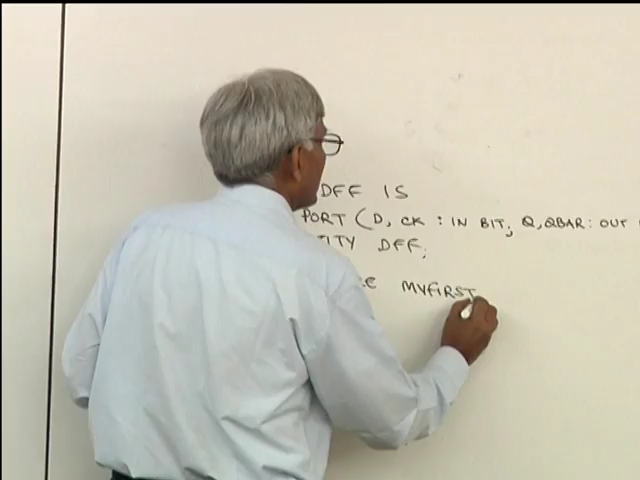 DFF IS
PORT (D, CK : IN BIT; Q, QBAR: OUT
TITY DFF;
MYFIRST